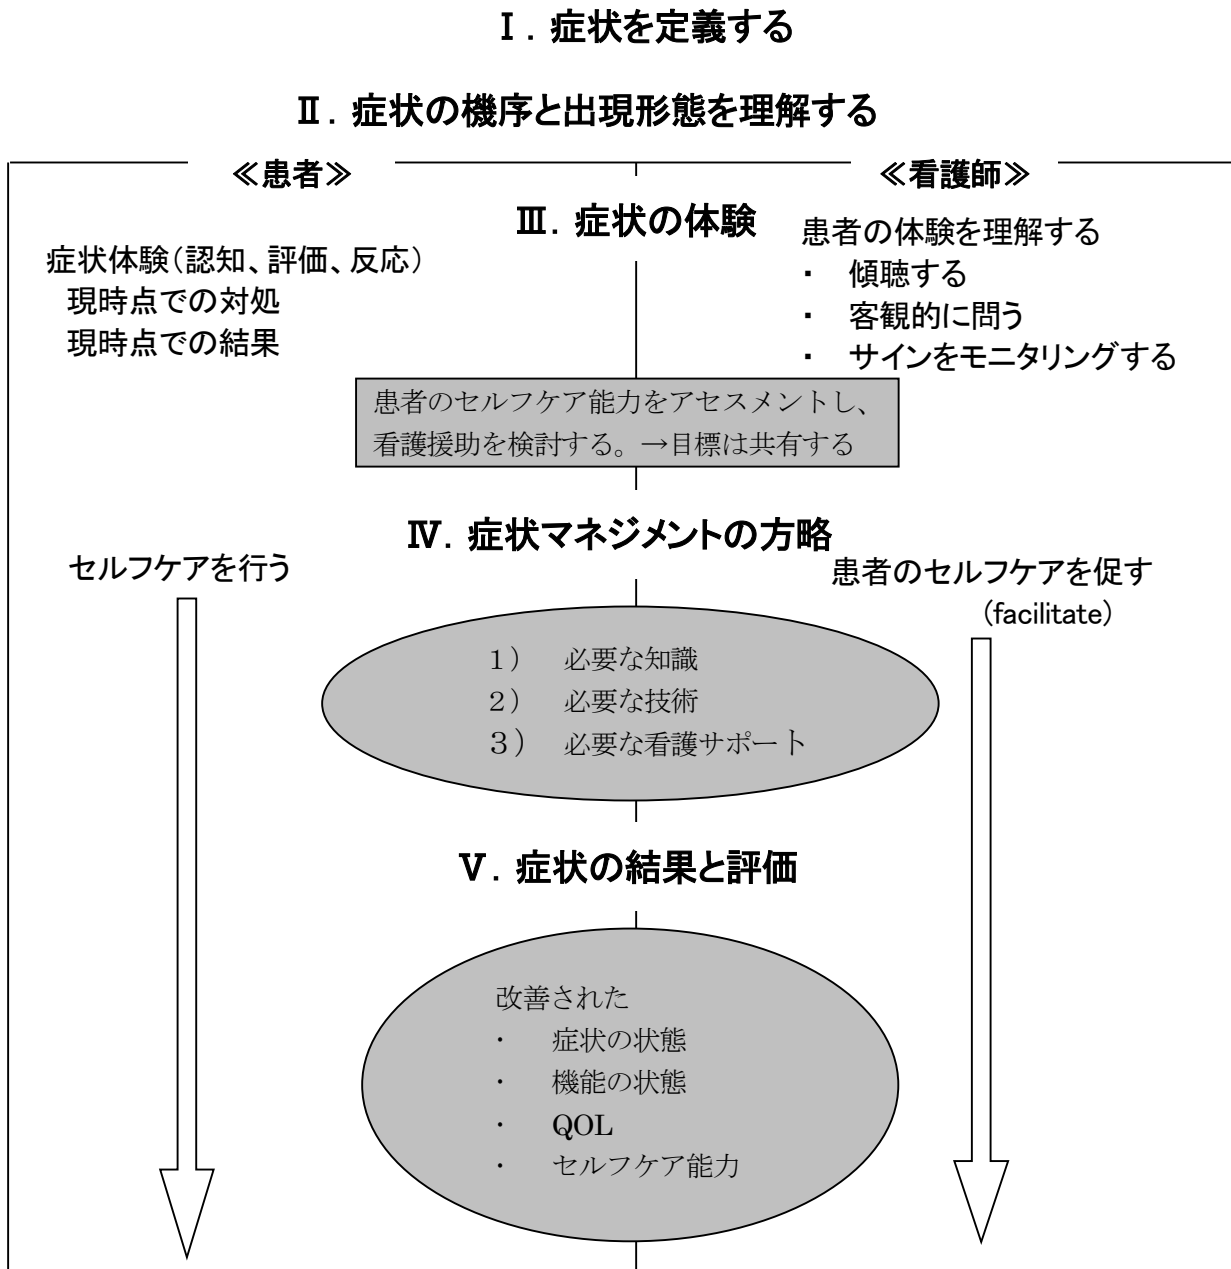 Ⅰ．症状を定義する
Ⅱ．症状の機序と出現形態を理解する
≪患者≫
≪看護師≫
Ⅲ．症状の体験
症状体験（認知、評価、反応）
現時点での対処
現時点での結果
患者の体験を理解する
・ 傾聴する
・ 客観的に問う
・ サインをモニタリングする
患者のセルフケア能力をアセスメントし、
看護援助を検討する。→目標は共有する
Ⅳ．症状マネジメントの方略
セルフケアを行う
患者のセルフケアを促す
（facilitate）
１） 必要な知識
２） 必要な技術
３） 必要な看護サポート
Ⅴ．症状の結果と評価
改善された
・ 症状の状態
・ 機能の状態
・ QOL
・ セルフケア能力